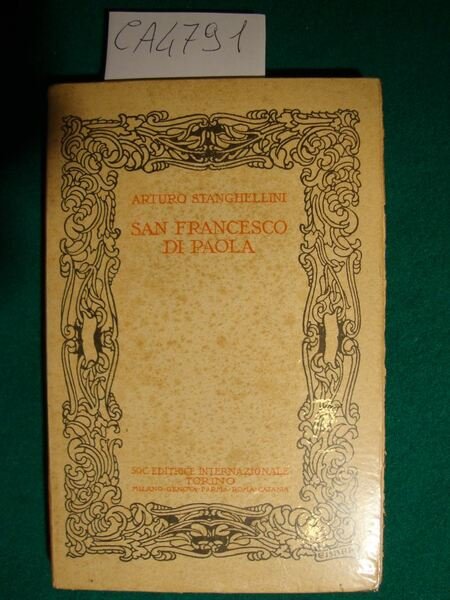 CA4791
ARTURO STANGHELLINI
SAN FRANCESCO
DI PAOLA
SOC. EDITRICE INTERNAZIONALE
TORINO
MILANO-GENOVA-PARMA-ROMA-CATANIA